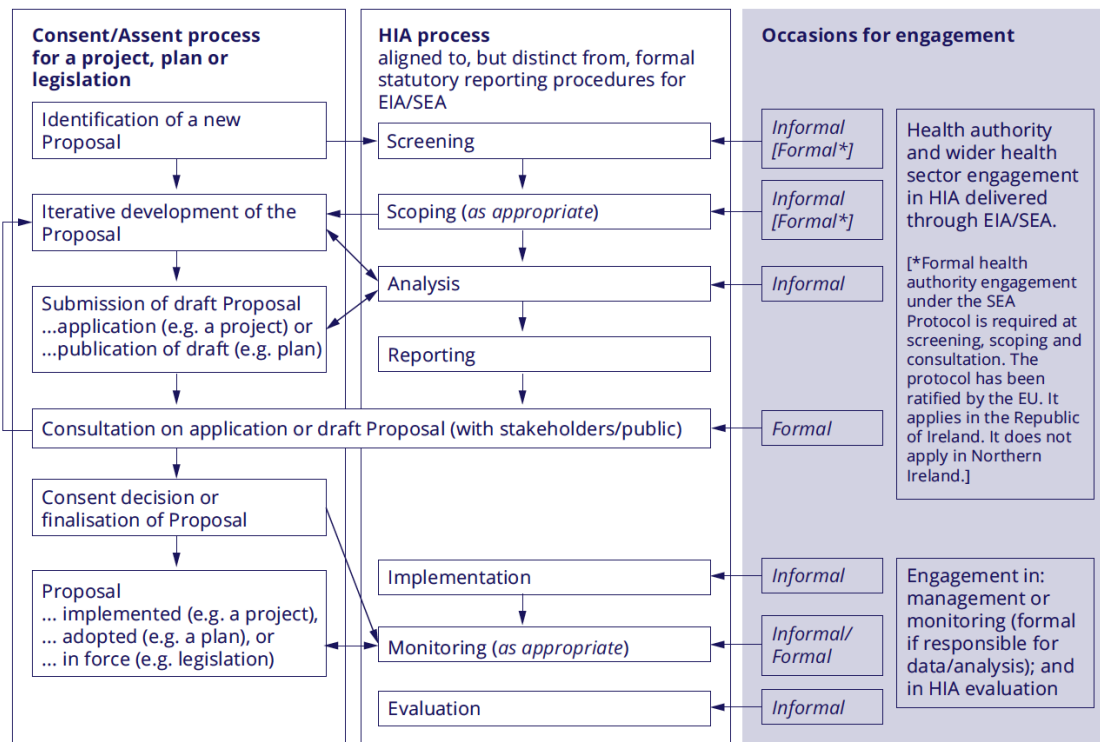 Consent/Assent process
for a project, plan or
legislation
Identification of a new
Proposal
Iterative development of the
Proposal
Submission of draft Proposal
...application (e.g. a project) or
...publication of draft (e.g. plan)
Consultation on application or draft Proposal (with stakeholders/public)
Consent decision or
finalisation of Proposal
Proposal
... implemented (e.g. a project),
... adopted (e.g. a plan), or
in force (e.g. legislation)
HIA process
aligned to, but distinct from, formal
statutory reporting procedures for
EIA/SEA
Screening
Scoping (as appropriate)
Analysis
Reporting
Implementation
Monitoring (as appropriate)
Evaluation
Occasions for engagement
Informal
[Formal*]
Informal
[Formal*]
Informal
Formal
Informal
Informal/
Formal
Informal
Health authority
and wider health
sector engagement
in HIA delivered
through EIA/SEA.
[*Formal health
authority engagement
under the SEA
Protocol is required at
screening, scoping and
consultation. The
protocol has been
ratified by the EU. It
applies in the Republic
of Ireland. It does not
apply in Northern
Ireland.]
Engagement in:
management or
monitoring (formal
if responsible for
data/analysis); and
in HIA evaluation